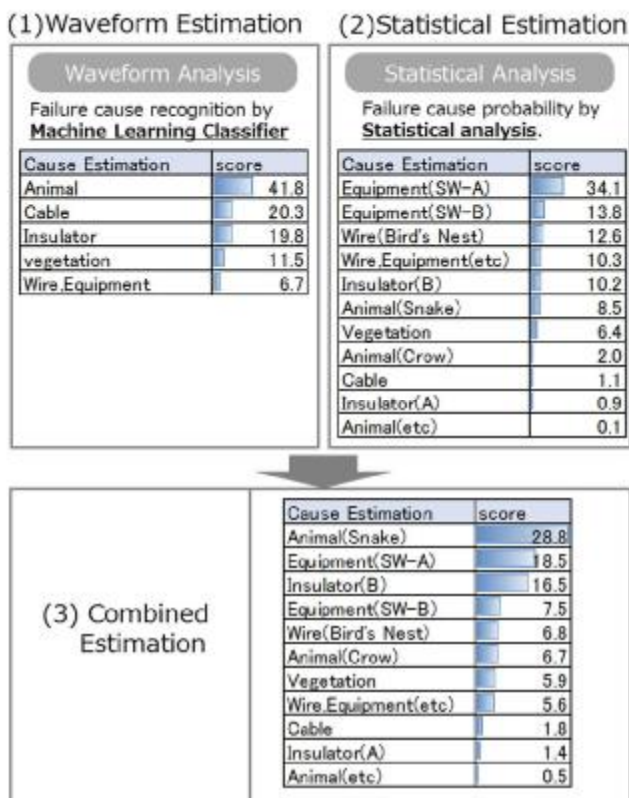 (1)Waveform Estimation
Waveform Analysis
Failure cause recognition by
Machine Learning Classifier
Cause Estimation score
Animal 41.8
Cable 20.3
Insulator 19.8
vegetation 11.5
Wire,Equipment 6.7
(2)Statistical Estimation
Statistical Analysis
Failure cause probability by
Statistical analysis.
Cause Estimation score
Equipment(SW-A) 34.1
Equipment(SW-B) 13.8
Wire(Bird's Nest) 12.6
Wire,Equipment(etc) 10.3
Insulator(B) 10.2
Animal(Snake) 8.5
Vegetation 6.4
Animal(Crow) 2.0
Cable 1.1
Insulator(A) 0.9
Animal(etc) 0.1
(3) Combined
Estimation
Cause Estimation score
Animal(Snake) 28.8
Equipment(SW-A) 18.5
Insulator(B) 16.5
Equipment(SW-B) 7.5
Wire(Bird's Nest) 6.8
Animal(Crow) 6.7
Vegetation 5.9
Wire,Equipment(etc) 5.6
Cable 1.8
Insulator(A) 1.4
Animal(etc) 0.5